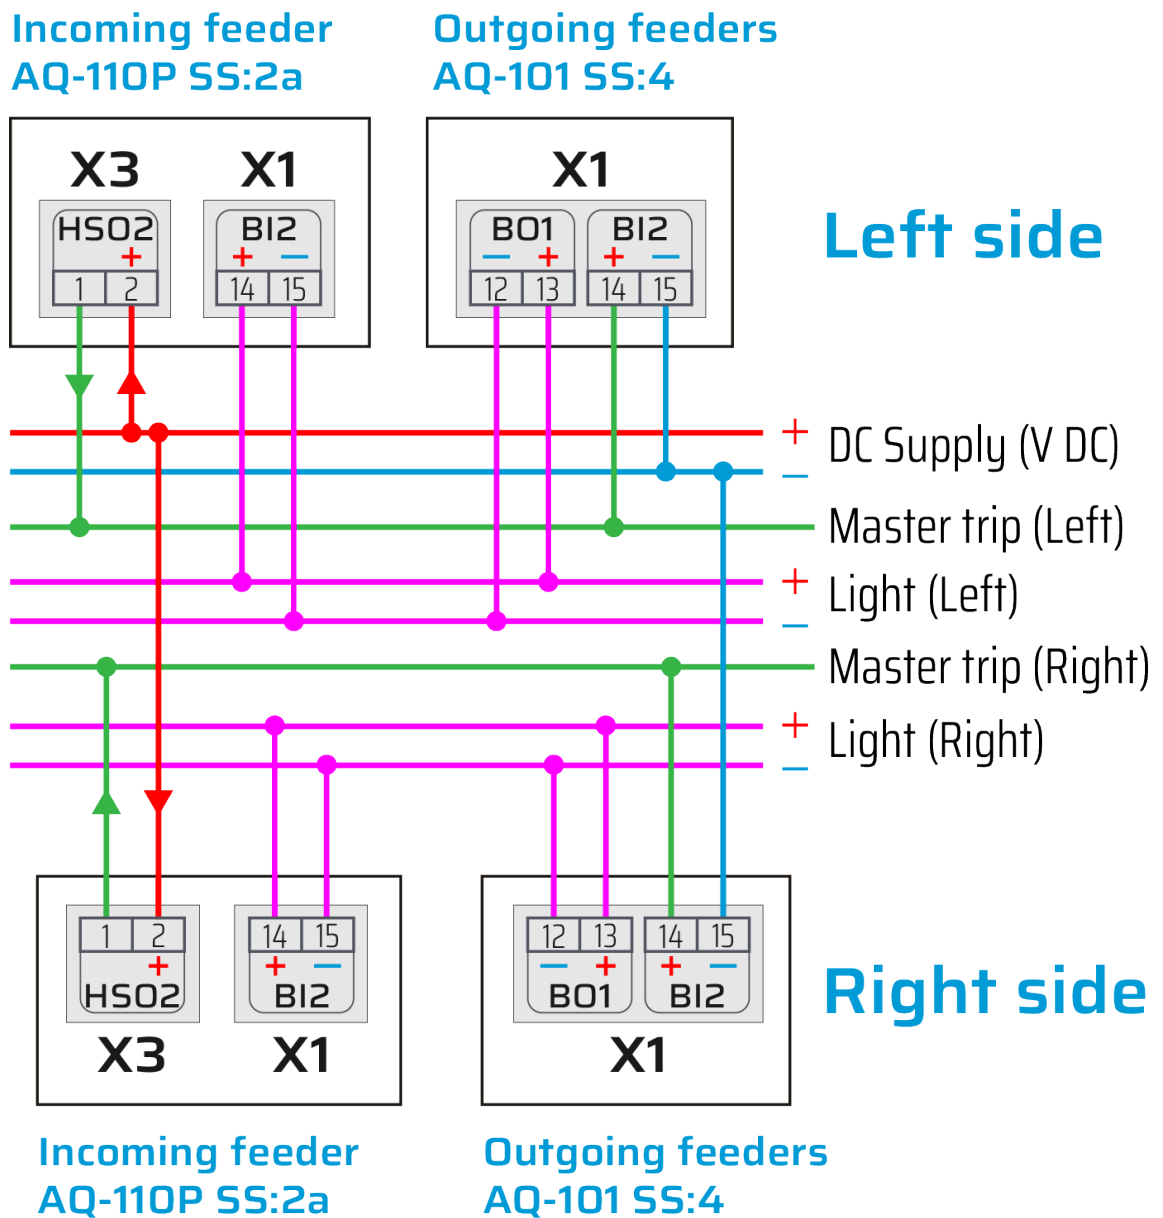 Incoming feeder
AQ-110P SS:2a
Outgoing feeders
AQ-101 SS:4
X3
X1
X1
HSO2
BI2
BO1
BI2
+
+ −
− +
+ −
1 2
14 15
12 13
14 15
Left side
+
−
DC Supply (V DC)
Master trip (Left)
+
−
Light (Left)
Master trip (Right)
+
−
Light (Right)
1 2
14 15
12 13
14 15
+
+ −
− +
+ −
HSO2
BI2
BO1
BI2
X3
X1
X1
Right side
Incoming feeder
AQ-110P SS:2a
Outgoing feeders
AQ-101 SS:4